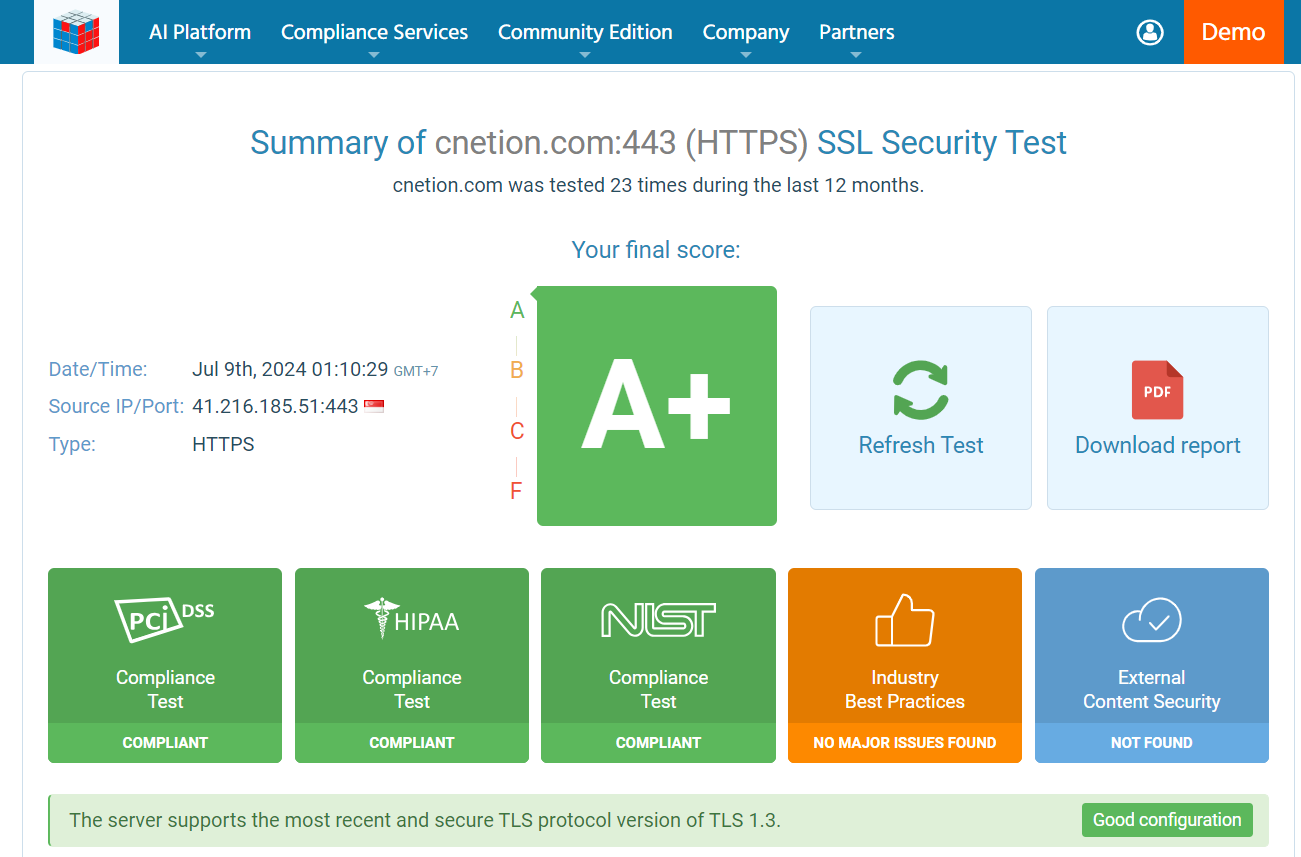 AI Platform
Compliance Services
Community Edition
Company
Partners
Demo
Summary of cnetion.com:443 (HTTPS) SSL Security Test
cnetion.com was tested 23 times during the last 12 months.
Your final score:
Date/Time: Jul 9th, 2024 01:10:29 GMT+7
Source IP/Port: 41.216.185.51:443
Type: HTTPS
A
B
C
F
A+
Refresh Test
PDF
Download report
PCI DSS
Compliance
Test
COMPLIANT
HIPAA
Compliance
Test
COMPLIANT
NIST
Compliance
Test
COMPLIANT
Industry
Best Practices
NO MAJOR ISSUES FOUND
External
Content Security
NOT FOUND
The server supports the most recent and secure TLS protocol version of TLS 1.3.
Good configuration